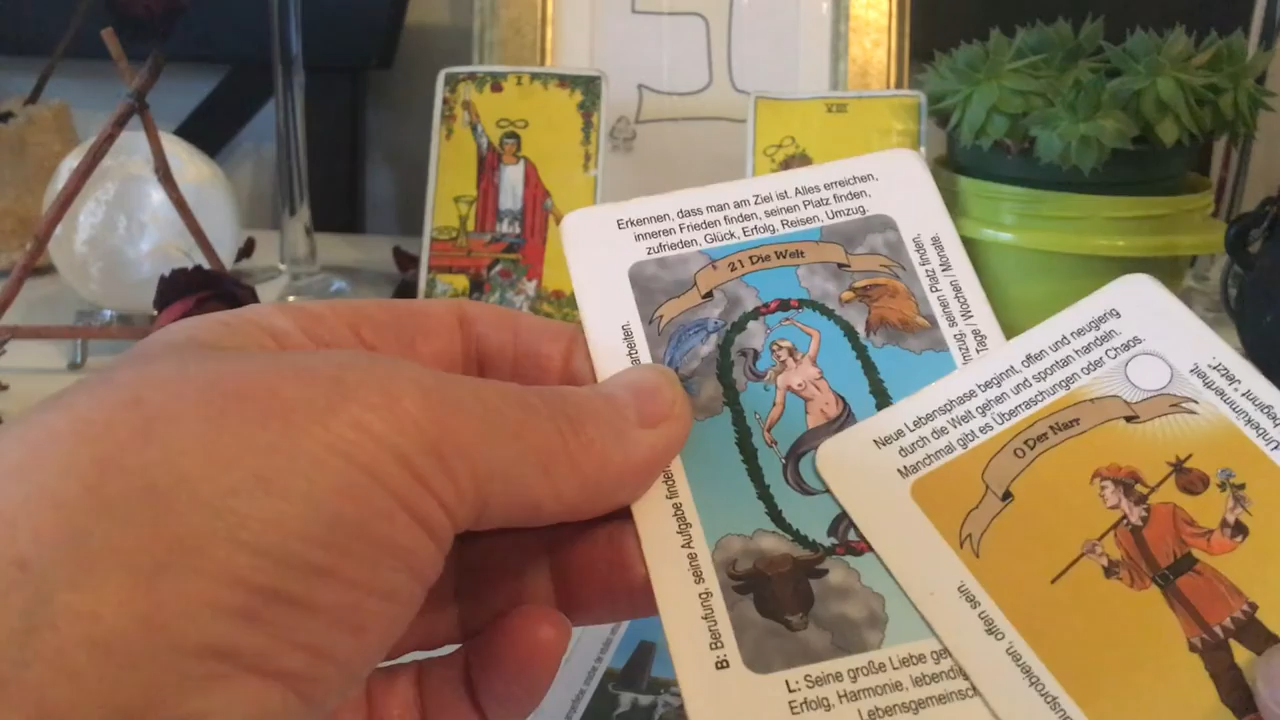 I
VIII
Erkennen, dass man am Ziel ist. Alles erreichen,
inneren Frieden finden, seinen Platz finden,
zufrieden, Glück, Erfolg, Reisen, Umzug.
21 Die Welt
arbeiten.
B: Berufung, seine Aufgabe finden
Umzug, seinen Platz finden,
Tage / Wochen / Monate.
L: Seine große Liebe
Erfolg, Harmonie, lebendig
Lebensgemeinsch
Neue Lebensphase beginnt, offen und neugierig
durch die Welt gehen und spontan handeln.
Manchmal gibt es Überraschungen oder Chaos.
0 Der Narr
ausprobieren, offen sein.
Unbekümmertheit,
beginnt "Jetzt".